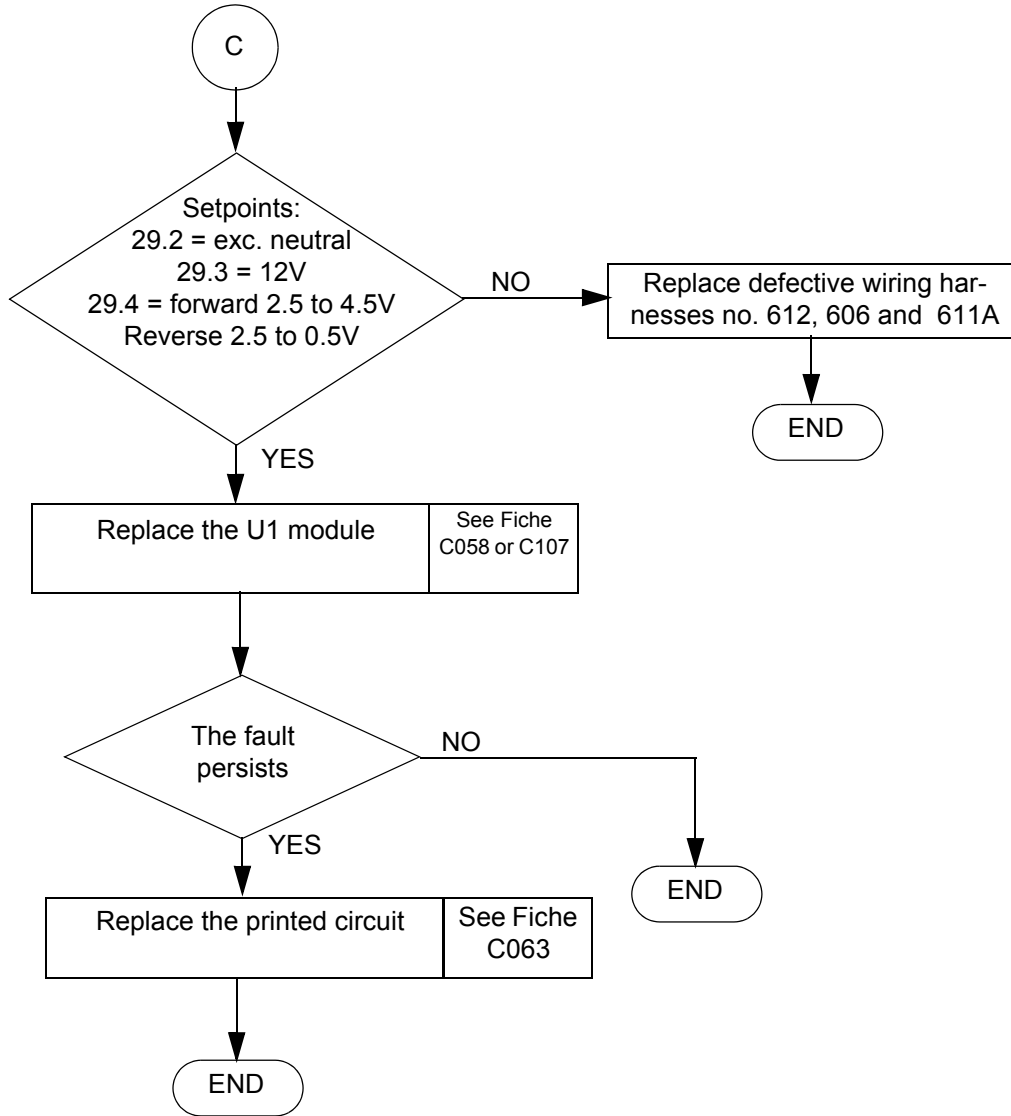 C
Setpoints:
29.2 = exc. neutral
29.3 = 12V
29.4 = forward 2.5 to 4.5V
Reverse 2.5 to 0.5V
NO
Replace defective wiring har-
nesses no. 612, 606 and 611A
END
YES
Replace the U1 module
See Fiche
C058 or C107
The fault
persists
NO
END
YES
Replace the printed circuit
See Fiche
C063
END